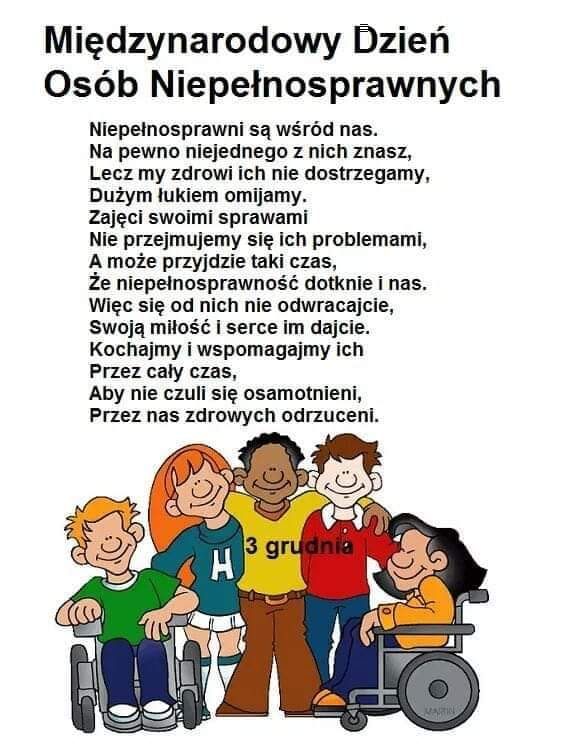 Międzynarodowy Dzień
Osób Niepełnosprawnych
Niepełnosprawni są wśród nas.
Na pewno niejednego z nich znasz,
Lecz my zdrowi ich nie dostrzegamy,
Dużym łukiem omijamy.
Zajęci swoimi sprawami
Nie przejmujemy się ich problemami,
A może przyjdzie taki czas,
Że niepełnosprawność dotknie i nas.
Więc się od nich nie odwracajcie,
Swoją miłość i serce im dajcie.
Kochajmy i wspomagajmy ich
Przez cały czas,
Aby nie czuli się osamotnieni,
Przez nas zdrowych odrzuceni.
3 grudnia
H
MARTIN